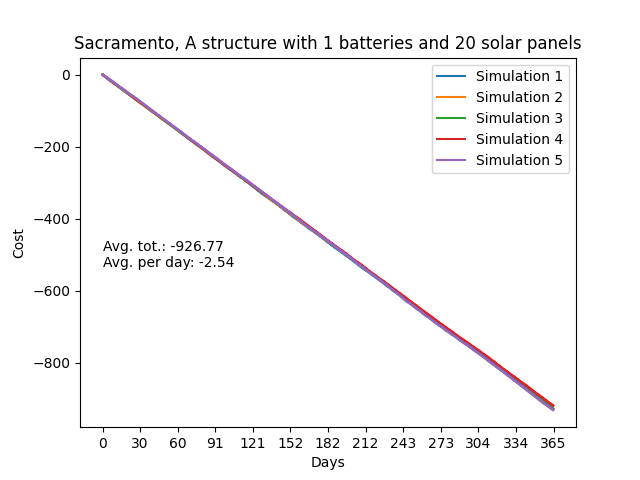 Sacramento, A structure with 1 batteries and 20 solar panels
Simulation 1
Simulation 2
Simulation 3
Simulation 4
Simulation 5
0
−200
−400
−600
−800
Cost
Avg. tot.: -926.77
Avg. per day: -2.54
0 30 60 91 121 152 182 212 243 273 304 334 365
Days